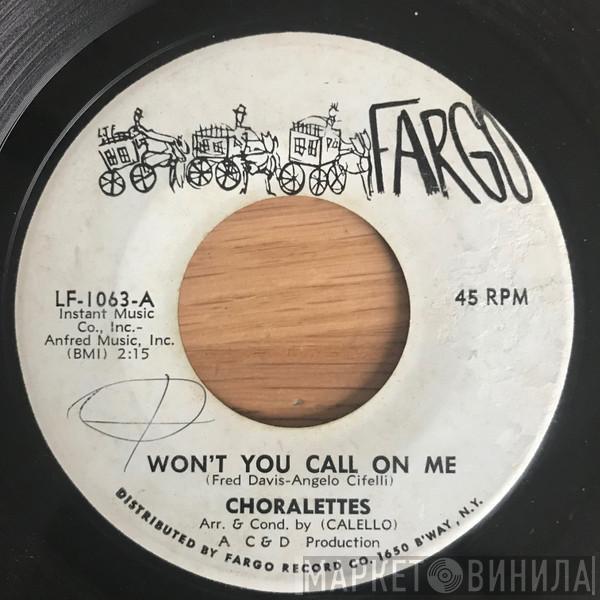 FARGO
LF-1063-A
Instant Music
Co., Inc.-
Anfred Music, Inc.
(BMI) 2:15
45 RPM
WON'T YOU CALL ON ME
(Fred Davis-Angelo Cifelli)
CHORALETTES
Arr. & Cond. by (CALELLO)
A C&D Production
DISTRIBUTED BY FARGO RECORD CO. 1650 B'WAY, N.Y.
МАРКЕТ ВИНИЛА